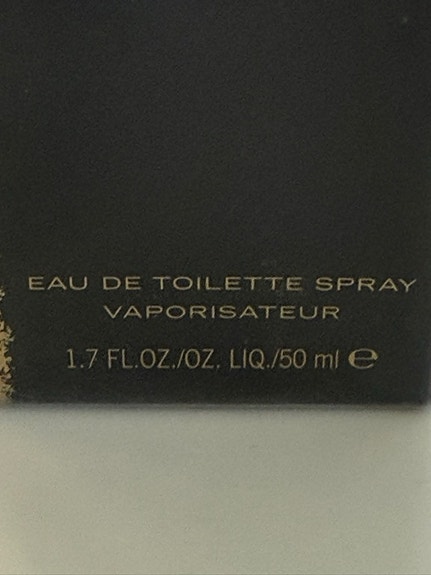 EAU DE TOILETTE SPRAY
VAPORISATEUR
1.7 FL.OZ./OZ. LIQ./50 ml ℮